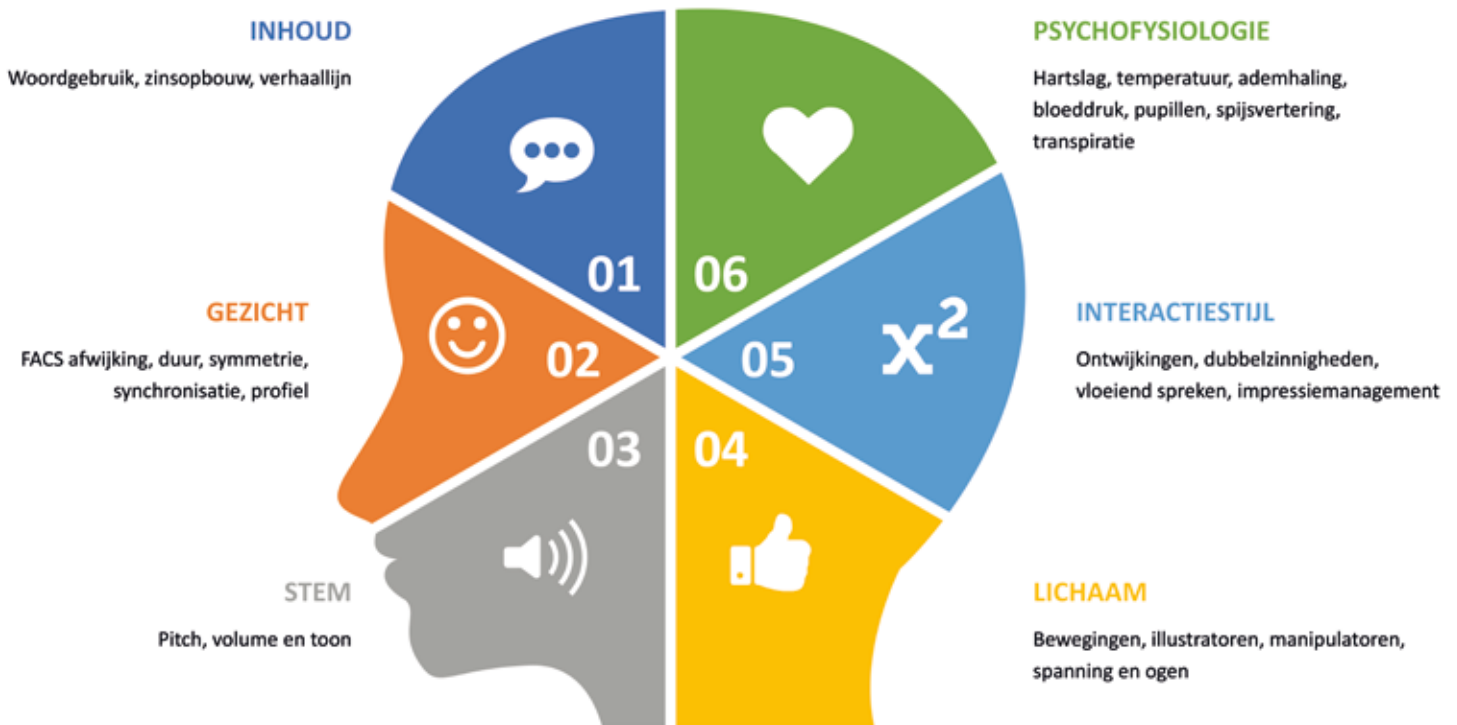 INHOUD
Woordgebruik, zinsopbouw, verhaallijn
01
GEZICHT
FACS afwijking, duur, symmetrie,
synchronisatie, profiel
02
STEM
Pitch, volume en toon
03
LICHAAM
Bewegingen, illustratoren, manipulatoren,
spanning en ogen
04
INTERACTIESTIJL
Ontwijkingen, dubbelzinnigheden,
vloeiend spreken, impressiemanagement
05
x²
PSYCHOFYSIOLOGIE
Hartslag, temperatuur, ademhaling,
bloeddruk, pupillen, spijsvertering,
transpiratie
06